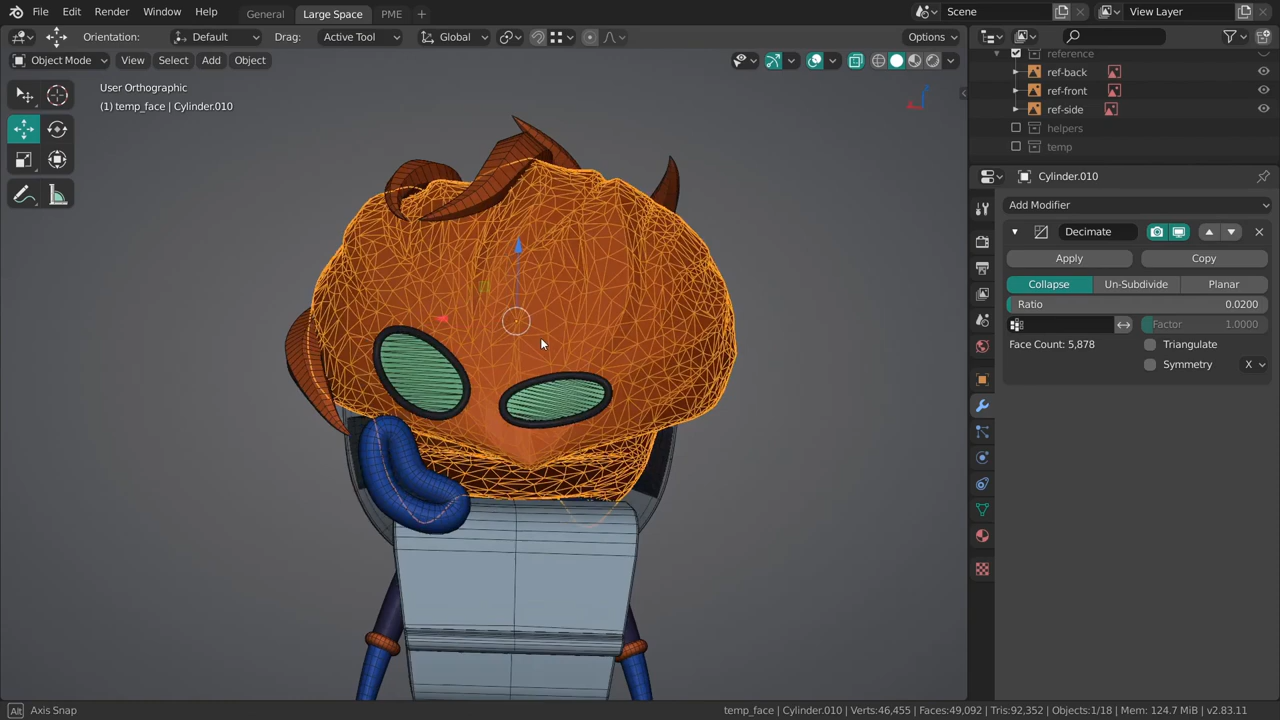 File Edit Render Window Help General Large Space PME + Scene View Layer
Orientation: Default Drag: Active Tool Global Options
Object Mode View Select Add Object
User Orthographic
(1) temp_face | Cylinder.010
z
reference
ref-back
ref-front
ref-side
helpers
temp
Cylinder.010
Add Modifier
Decimate
Apply Copy
Collapse Un-Subdivide Planar
Ratio 0.0200
Factor 1.0000
Face Count: 5,878 Triangulate
Symmetry X
Alt Axis Snap temp_face | Cylinder.010 | Verts:46,455 | Faces:49,092 | Tris:92,352 | Objects:1/18 | Mem: 124.7 MiB | v2.83.11